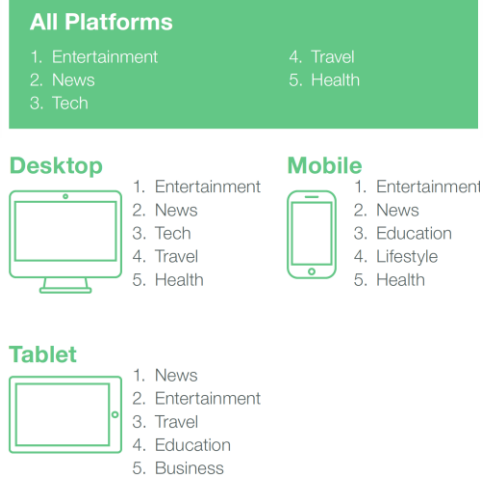 All Platforms
1. Entertainment
2. News
3. Tech
4. Travel
5. Health
Desktop
1. Entertainment
2. News
3. Tech
4. Travel
5. Health
Mobile
1. Entertainment
2. News
3. Education
4. Lifestyle
5. Health
Tablet
1. News
2. Entertainment
3. Travel
4. Education
5. Business